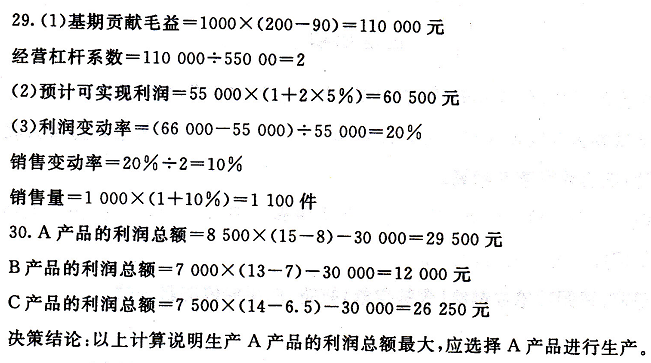 29. (1)基期贡献毛益=1000×(200-90)=110 000 元
经营杠杆系数=110 000÷550 00=2
(2)预计可实现利润=55 000×(1+2×5%)=60 500 元
(3)利润变动率=(66 000-55 000)÷55 000=20%
销售变动率=20%÷2=10%
销售量=1 000×(1+10%)=1 100 件
30. A 产品的利润总额=8 500×(15-8)-30 000=29 500 元
B 产品的利润总额=7 000×(13-7)-30 000=12 000 元
C 产品的利润总额=7 500×(14-6.5)-30 000=26 250 元
决策结论:以上计算说明生产 A 产品的利润总额最大,应选择 A 产品进行生产。